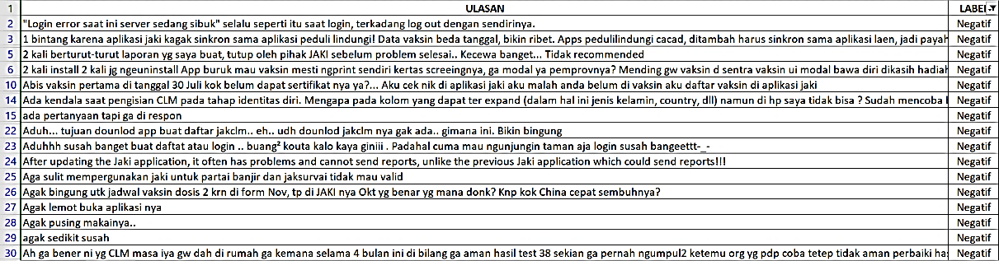 1 ULASAN LABEL
2 "Login error saat ini server sedang sibuk" selalu seperti itu saat login, terkadang log out dengan sendirinya. Negatif
3 1 bintang karena aplikasi jaki kagak sinkron sama aplikasi peduli lindungi! Data vaksin beda tanggal, bikin ribet. Apps pedulilindungi cacad, ditambah harus sinkron sama aplikasi laen, jadi payah Negatif
5 2 kali berturut-turut laporan yg saya buat, tutup oleh pihak JAKI sebelum problem selesai.. Kecewa banget... Tidak recommended Negatif
6 2 kali install 2 kali jg ngeuninstall App buruk mau vaksin mesti ngprint sendiri kertas screeingnya, ga modal ya pemprovnya? Mending gw vaksin d sentra vaksin ui modal bawa diri dikasih hadiah Negatif
10 Abis vaksin pertama di tanggal 30 Juli kok belum dapat sertifikat nya ya?... Aku cek nik di aplikasi jaki aku malah anda belum di vaksin aku daftar vaksin di aplikasi jaki Negatif
14 Ada kendala saat pengisian CLM pada tahap identitas diri. Mengapa pada kolom yang dapat ter expand (dalam hal ini jenis kelamin, country, dll) namun di hp saya tidak bisa ? Sudah mencoba Negatif
15 ada pertanyaan tapi ga di respon Negatif
22 Aduh... tujuan dounlod app buat daftar jakclm.. eh.. udh dounlod jakclm nya gak ada.. gimana ini. Bikin bingung Negatif
23 Aduhhh susah banget buat daftat atau login .. buang² kouta kalo kaya giniii . Padahal cuma mau ngunjungin taman aja login susah bangeettt-_- Negatif
24 After updating the Jaki application, it often has problems and cannot send reports, unlike the previous Jaki application which could send reports!!! Negatif
25 Aga sulit mempergunakan jaki untuk partai banjir dan jaksurvai tidak mau valid Negatif
26 Agak bingung utk jadwal vaksin dosis 2 krn di form Nov, tp di JAKI nya Okt yg benar yg mana donk? Knp kok China cepat sembuhnya? Negatif
27 Agak lemot buka aplikasi nya Negatif
28 Agak pusing makainya.. Negatif
29 agak sedikit susah Negatif
30 Ah ga bener ni yg CLM masa iya gw dah di rumah ga kemana selama 4 bulan ini di bilang ga aman hasil test 38 sekian ga pernah ngumpul2 ketemu org yg pdp coba tetep tidak aman perbaiki Negatif